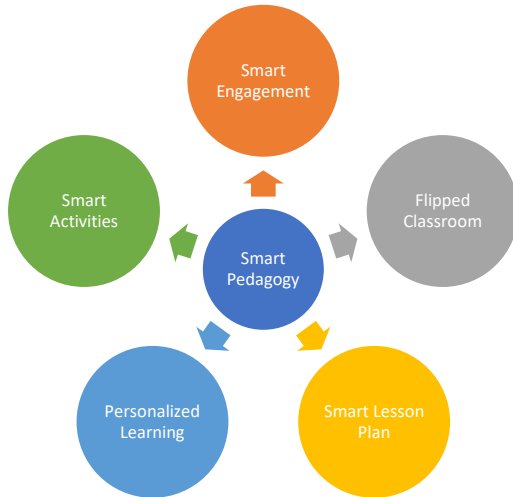 Smart
Engagement
Smart
Activities
Flipped
Classroom
Smart
Pedagogy
Personalized
Learning
Smart Lesson
Plan